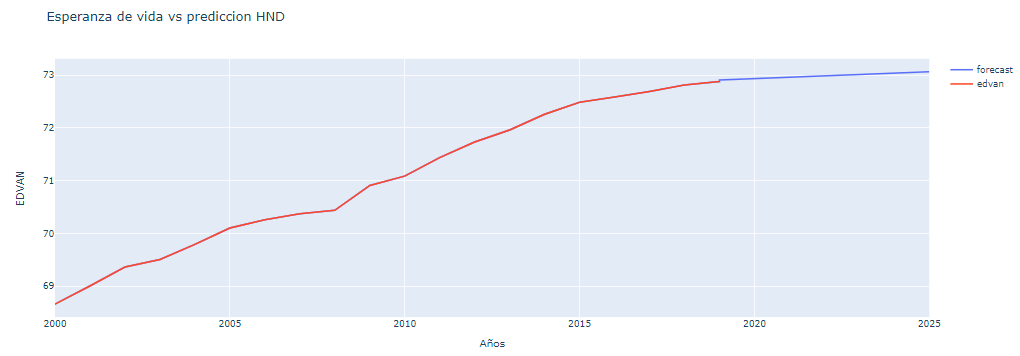 Esperanza de vida vs prediccion HND
forecast
edvan
73
72
71
70
69
EDVAN
2000 2005 2010 2015 2020 2025
Años